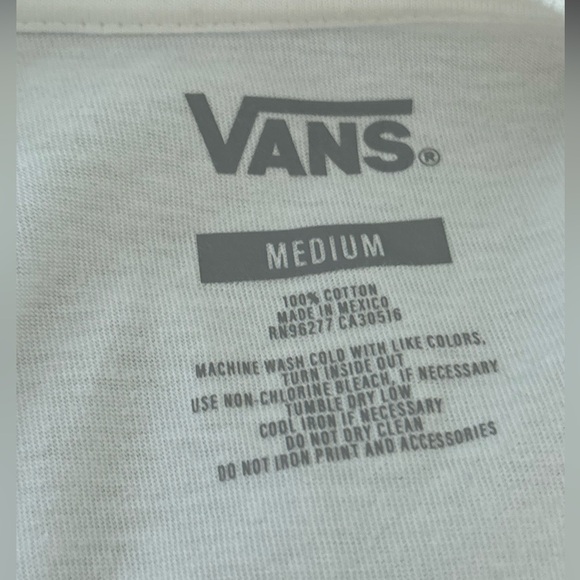 VANS®
MEDIUM
100% COTTON
MADE IN MEXICO
RN96277 CA30516
MACHINE WASH COLD WITH LIKE COLORS,
TURN INSIDE OUT
USE NON-CHLORINE BLEACH, IF NECESSARY
TUMBLE DRY LOW
COOL IRON IF NECESSARY
DO NOT DRY CLEAN
DO NOT IRON PRINT AND ACCESSORIES